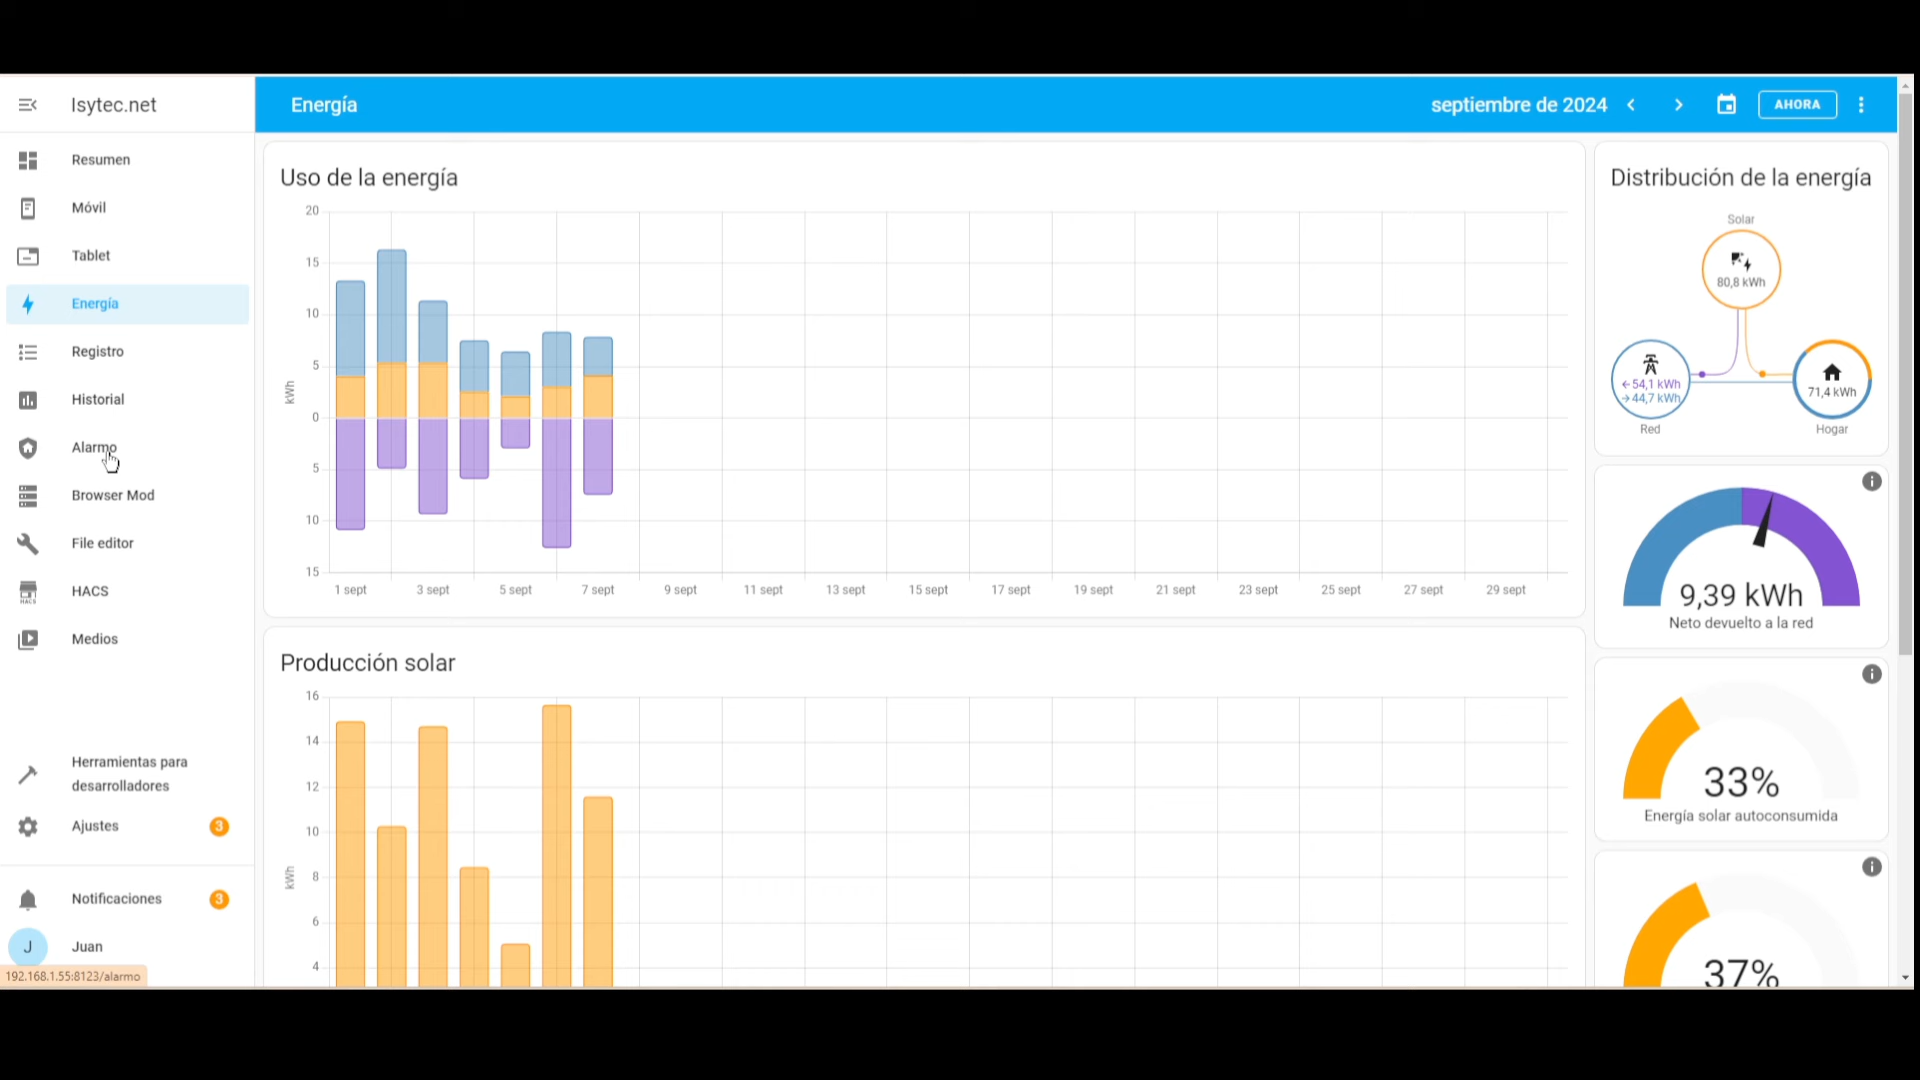 Isytec.net
Resumen
Móvil
Tablet
Energía
Registro
Historial
Alarmo
Browser Mod
File editor
HACS
HACS
Medios
Herramientas para
desarrolladores
Ajustes
3
Notificaciones
3
J
Juan
192.168.1.55:8123/alarmo
Energía
septiembre de 2024
AHORA
Uso de la energía
20
15
10
5
0
5
10
15
kWh
1 sept
3 sept
5 sept
7 sept
9 sept
11 sept
13 sept
15 sept
17 sept
19 sept
21 sept
23 sept
25 sept
27 sept
29 sept
Producción solar
16
14
12
10
8
6
4
kWh
Distribución de la energía
Solar
80,8 kWh
←54,1 kWh
→44,7 kWh
Red
71,4 kWh
Hogar
9,39 kWh
Neto devuelto a la red
33%
Energía solar autoconsumida
37%